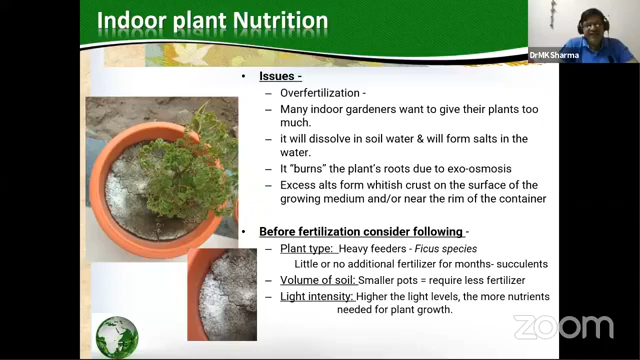 Indoor plant Nutrition
DrMK Sharma
• Issues -
– Overfertilization -
– Many indoor gardeners want to give their plants too
much.
– it will dissolve in soil water & will form salts in the
water.
– It "burns" the plant's roots due to exo-osmosis
– Excess alts form whitish crust on the surface of the
growing medium and/or near the rim of the container
• Before fertilization consider following -
– Plant type: Heavy feeders - Ficus species
Little or no additional fertilizer for months- succulents
– Volume of soil: Smaller pots = require less fertilizer
– Light intensity: Higher the light levels, the more nutrients
needed for plant growth.
zoom